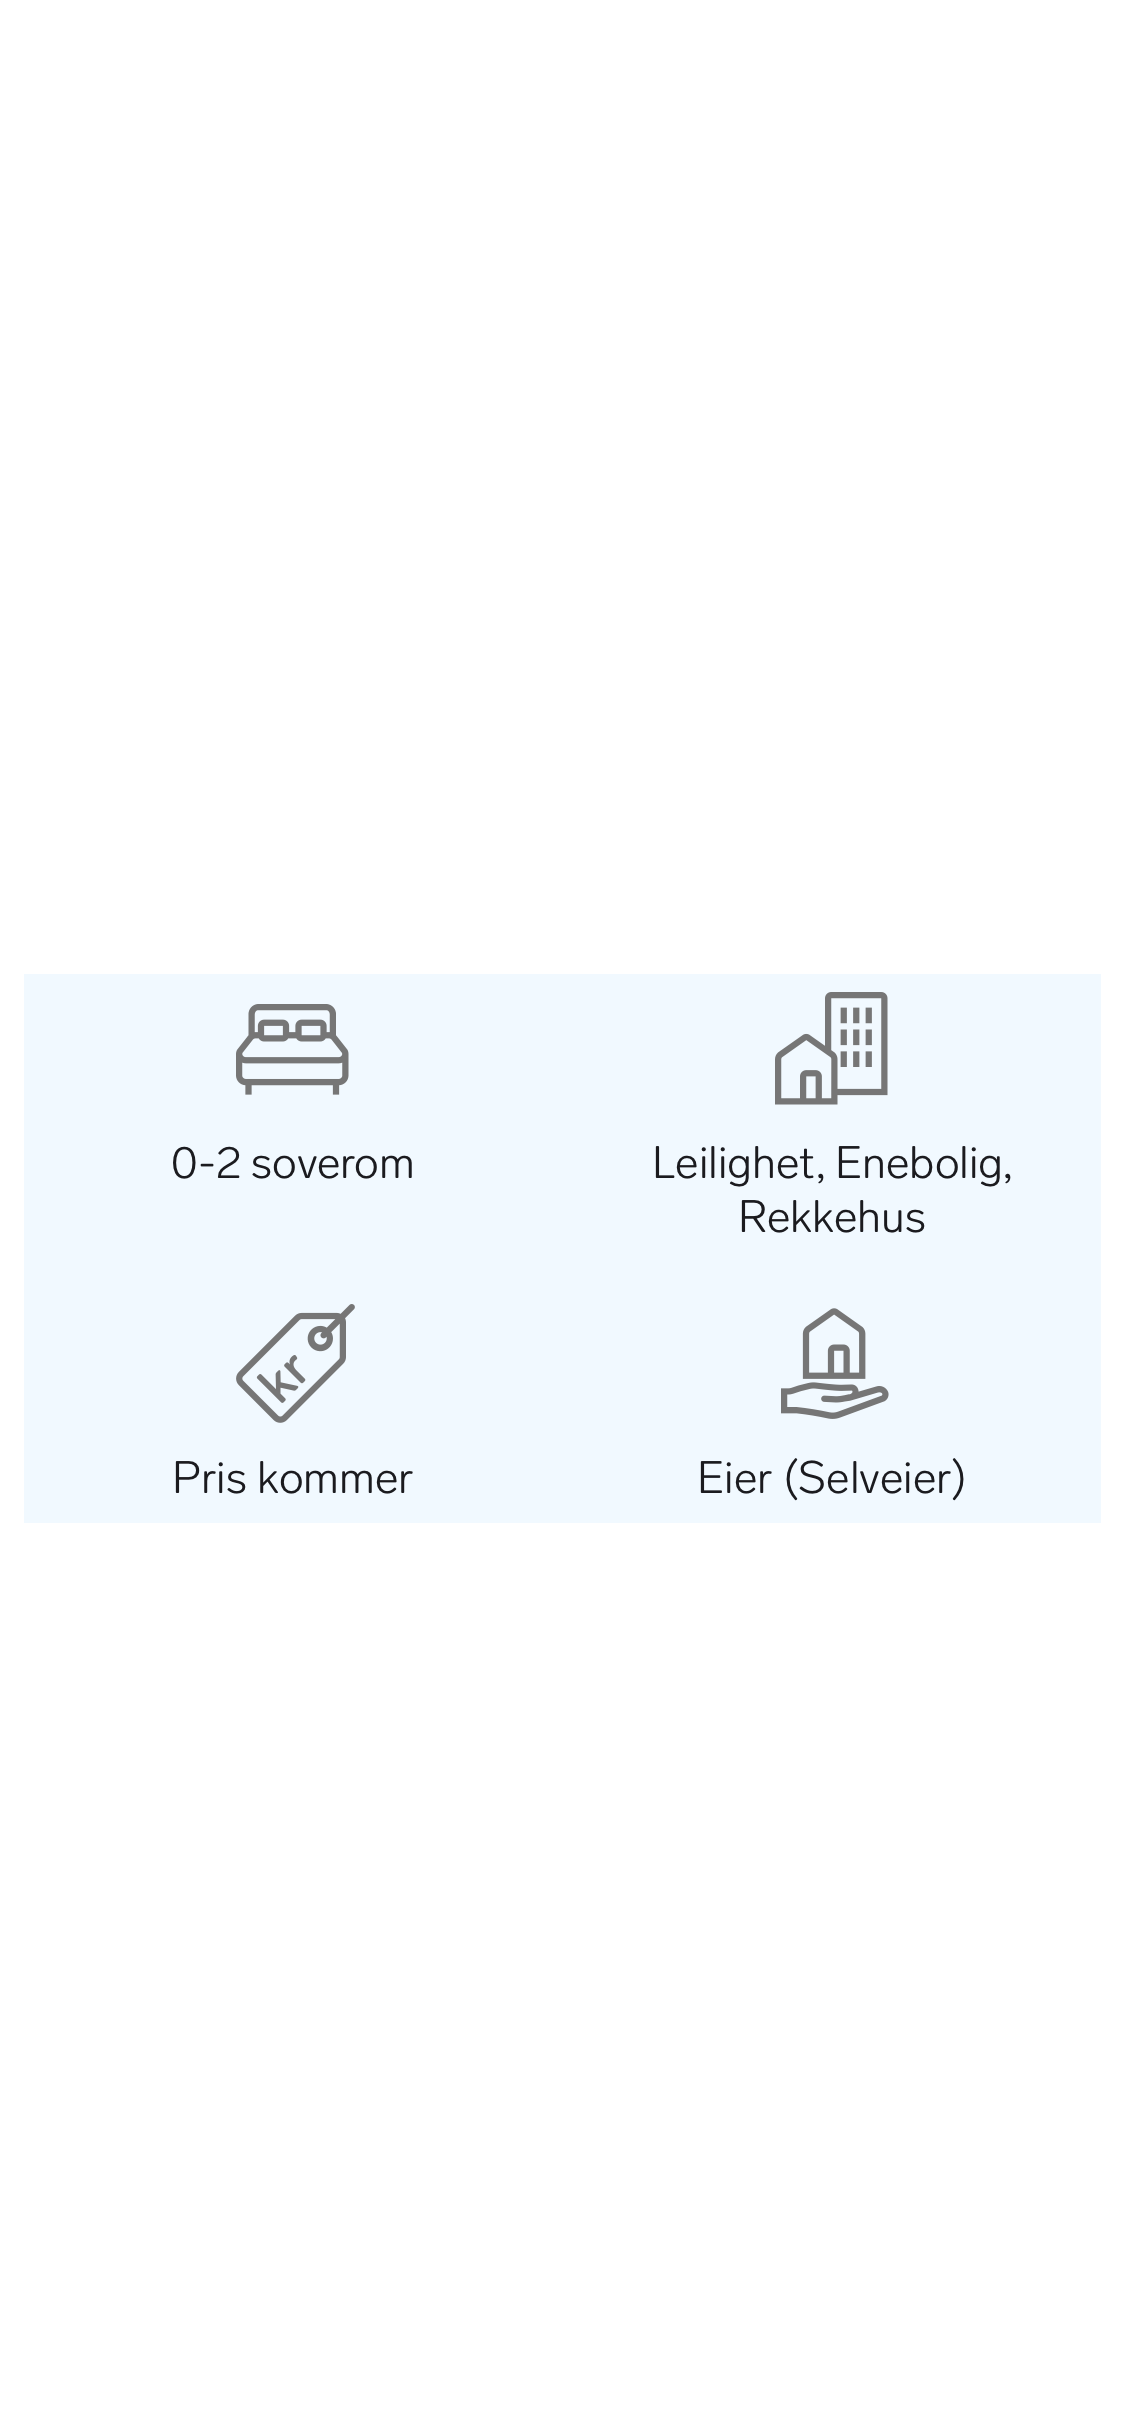 0-2 soverom
Leilighet, Enebolig,
Rekkehus
kr
Pris kommer
Eier (Selveier)